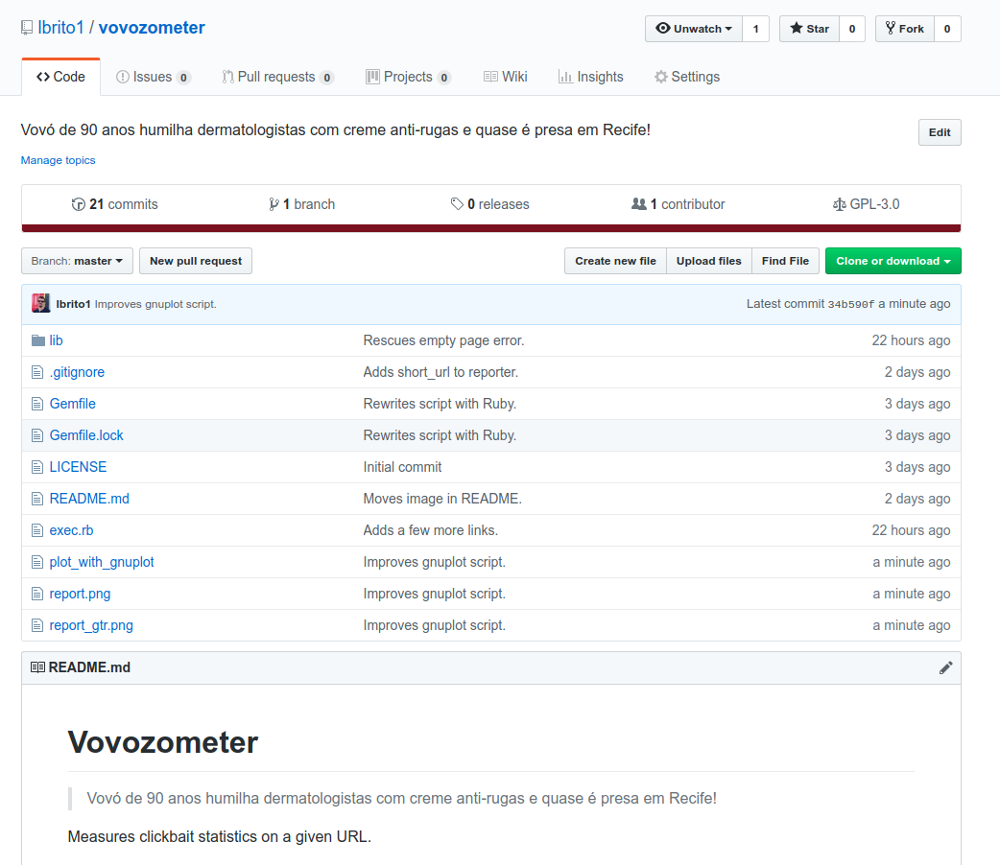 lbrito1 / vovozometer Unwatch 1 Star 0 Fork 0
Code Issues 0 Pull requests 0 Projects 0 Wiki Insights Settings
Vovó de 90 anos humilha dermatologistas com creme anti-rugas e quase é presa em Recife! Edit
Manage topics
21 commits 1 branch 0 releases 1 contributor GPL-3.0
Branch: master New pull request Create new file Upload files Find File Clone or download
lbrito1 Improves gnuplot script. Latest commit 34b590f a minute ago
lib Rescues empty page error. 22 hours ago
.gitignore Adds short_url to reporter. 2 days ago
Gemfile Rewrites script with Ruby. 3 days ago
Gemfile.lock Rewrites script with Ruby. 3 days ago
LICENSE Initial commit 3 days ago
README.md Moves image in README. 2 days ago
exec.rb Adds a few more links. 22 hours ago
plot_with_gnuplot Improves gnuplot script. a minute ago
report.png Improves gnuplot script. a minute ago
report_gtr.png Improves gnuplot script. a minute ago
README.md
Vovozometer
Vovó de 90 anos humilha dermatologistas com creme anti-rugas e quase é presa em Recife!
Measures clickbait statistics on a given URL.